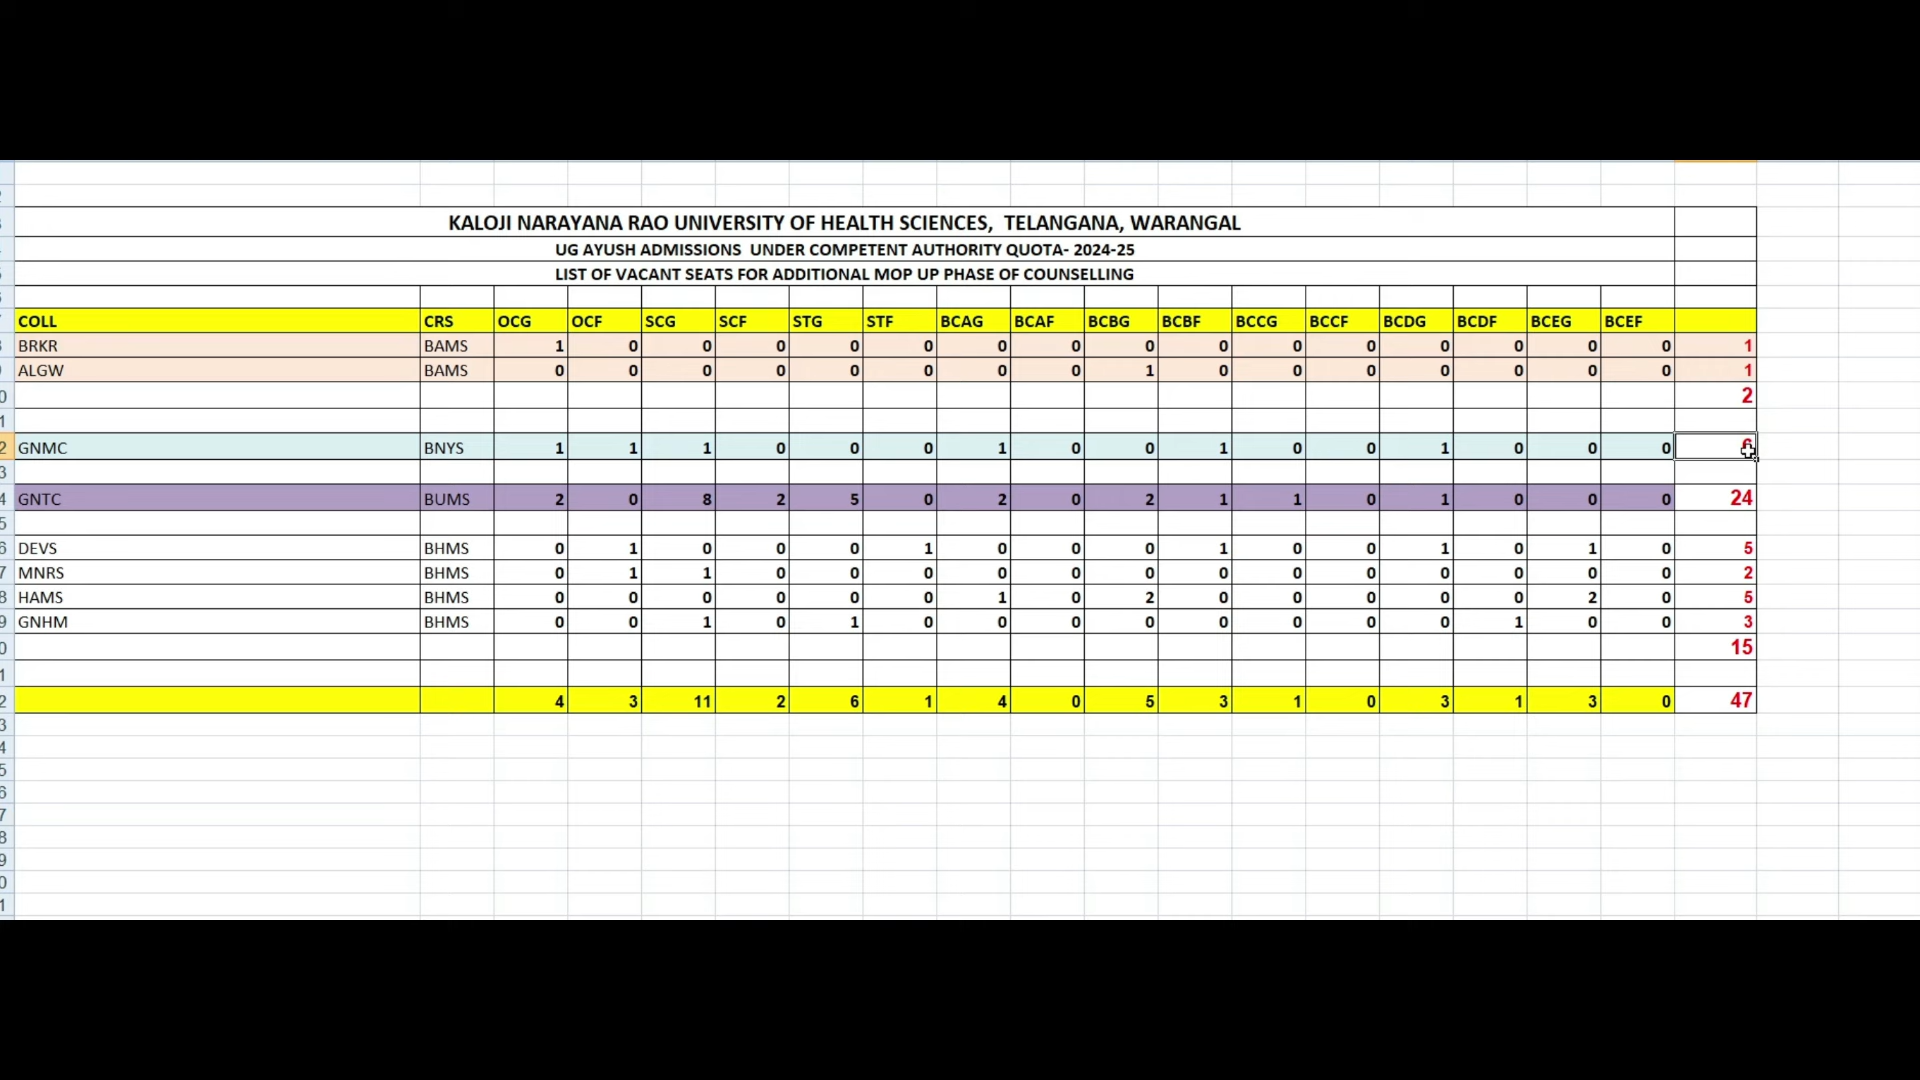 KALOJI NARAYANA RAO UNIVERSITY OF HEALTH SCIENCES, TELANGANA, WARANGAL
UG AYUSH ADMISSIONS UNDER COMPETENT AUTHORITY QUOTA- 2024-25
LIST OF VACANT SEATS FOR ADDITIONAL MOP UP PHASE OF COUNSELLING
COLL CRS OCG OCF SCG SCF STG STF BCAG BCAF BCBG BCBF BCCG BCCF BCDG BCDF BCEG BCEF
BRKR BAMS 1 0 0 0 0 0 0 0 0 0 0 0 0 0 0 0 1
ALGW BAMS 0 0 0 0 0 0 0 0 1 0 0 0 0 0 0 0 1
2
GNMC BNYS 1 1 1 0 0 0 1 0 0 1 0 0 1 0 0 0 6
GNTC BUMS 2 0 8 2 5 0 2 0 2 1 1 0 1 0 0 0 24
DEVS BHMS 0 1 0 0 0 1 0 0 0 1 0 0 1 0 1 0 5
MNRS BHMS 0 1 1 0 0 0 0 0 0 0 0 0 0 0 0 0 2
HAMS BHMS 0 0 0 0 0 0 1 0 2 0 0 0 0 0 2 0 5
GNHM BHMS 0 0 1 0 1 0 0 0 0 0 0 0 0 1 0 0 3
15
4 3 11 2 6 1 4 0 5 3 1 0 3 1 3 0 47